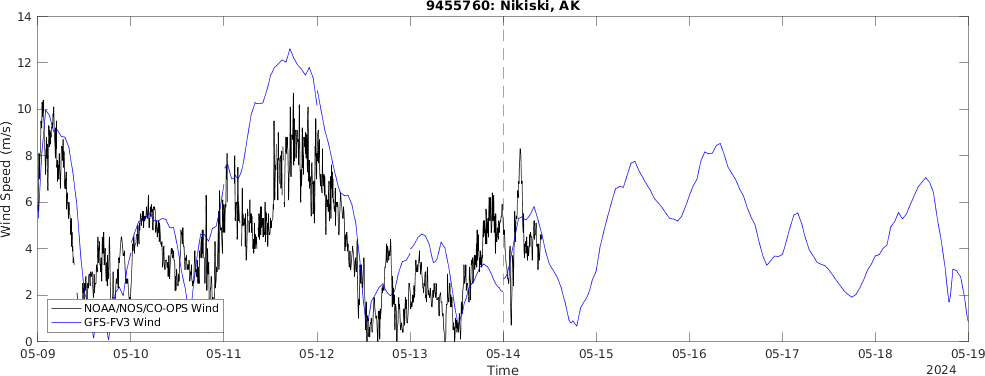 9455760: Nikiski, AK
Wind Speed (m/s)
14
12
10
8
6
4
2
0
NOAA/NOS/CO-OPS Wind
GFS-FV3 Wind
05-09 05-10 05-11 05-12 05-13 05-14 05-15 05-16 05-17 05-18 05-19
Time
2024